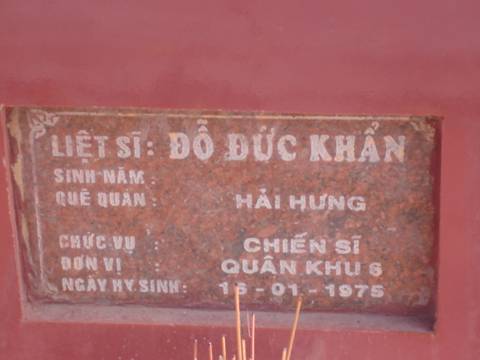 LIỆT SĨ: ĐỖ ĐỨC KHẨN
SINH NĂM :
QUÊ QUÁN : HẢI HƯNG
CHỨC VỤ : CHIẾN SĨ
ĐƠN VỊ : QUÂN KHU 6
NGÀY HY SINH: 15-01-1975